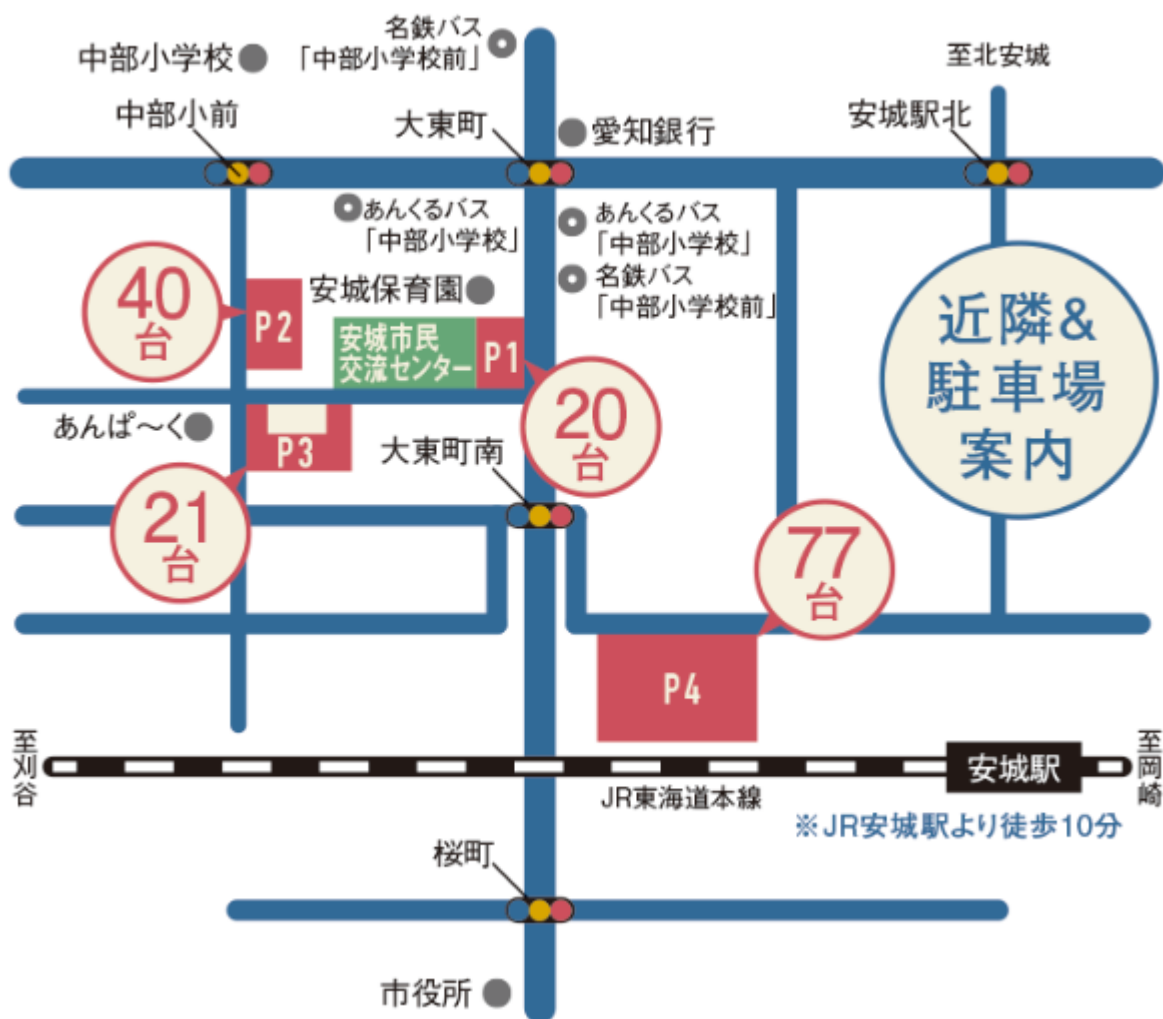 名鉄バス
「中部小学校前」
中部小学校
至北安城
中部小前
大東町
愛知銀行
安城駅北
あんくるバス
「中部小学校」
あんくるバス
「中部小学校」
名鉄バス
「中部小学校前」
40
台
P2
安城保育園
安城市民
交流センター
P1
近隣&
駐車場
案内
20
台
あんぱ〜く
P3
大東町南
21
台
77
台
P4
至刈谷
至岡崎
安城駅
JR東海道本線
※JR安城駅より徒歩10分
桜町
市役所